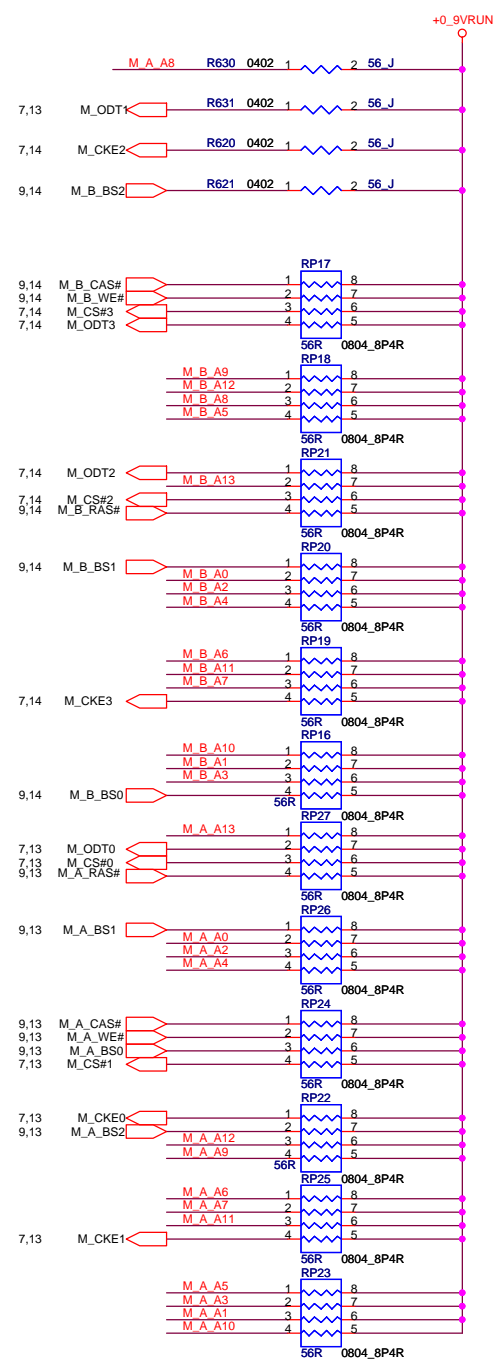 +0_9VRUN
M_A_A8 R630 0402 1 2 56_J
7,13 M_ODT1 R631 0402 1 2 56_J
7,14 M_CKE2 R620 0402 1 2 56_J
9,14 M_B_BS2 R621 0402 1 2 56_J
RP17
9,14 M_B_CAS# 1 8
9,14 M_B_WE# 2 7
7,14 M_CS#3 3 6
7,14 M_ODT3 4 5
56R 0804_8P4R
RP18
M_B_A9 1 8
M_B_A12 2 7
M_B_A8 3 6
M_B_A5 4 5
56R 0804_8P4R
RP21
7,14 M_ODT2 1 8
M_B_A13 2 7
7,14 M_CS#2 3 6
9,14 M_B_RAS# 4 5
56R 0804_8P4R
RP20
9,14 M_B_BS1 1 8
M_B_A0 2 7
M_B_A2 3 6
M_B_A4 4 5
56R 0804_8P4R
RP19
M_B_A6 1 8
M_B_A11 2 7
M_B_A7 3 6
7,14 M_CKE3 4 5
56R 0804_8P4R
RP16
M_B_A10 1 8
M_B_A1 2 7
M_B_A3 3 6
9,14 M_B_BS0 4 5
56R 0804_8P4R
RP27
M_A_A13 1 8
7,13 M_ODT0 2 7
7,13 M_CS#0 3 6
9,13 M_A_RAS# 4 5
56R 0804_8P4R
RP26
9,13 M_A_BS1 1 8
M_A_A0 2 7
M_A_A2 3 6
M_A_A4 4 5
56R 0804_8P4R
RP24
9,13 M_A_CAS# 1 8
9,13 M_A_WE# 2 7
9,13 M_A_BS0 3 6
7,13 M_CS#1 4 5
56R 0804_8P4R
RP22
7,13 M_CKE0 1 8
9,13 M_A_BS2 2 7
M_A_A12 3 6
M_A_A9 4 5
56R 0804_8P4R
RP25
M_A_A6 1 8
M_A_A7 2 7
M_A_A11 3 6
7,13 M_CKE1 4 5
56R 0804_8P4R
RP23
M_A_A5 1 8
M_A_A3 2 7
M_A_A1 3 6
M_A_A10 4 5
56R 0804_8P4R